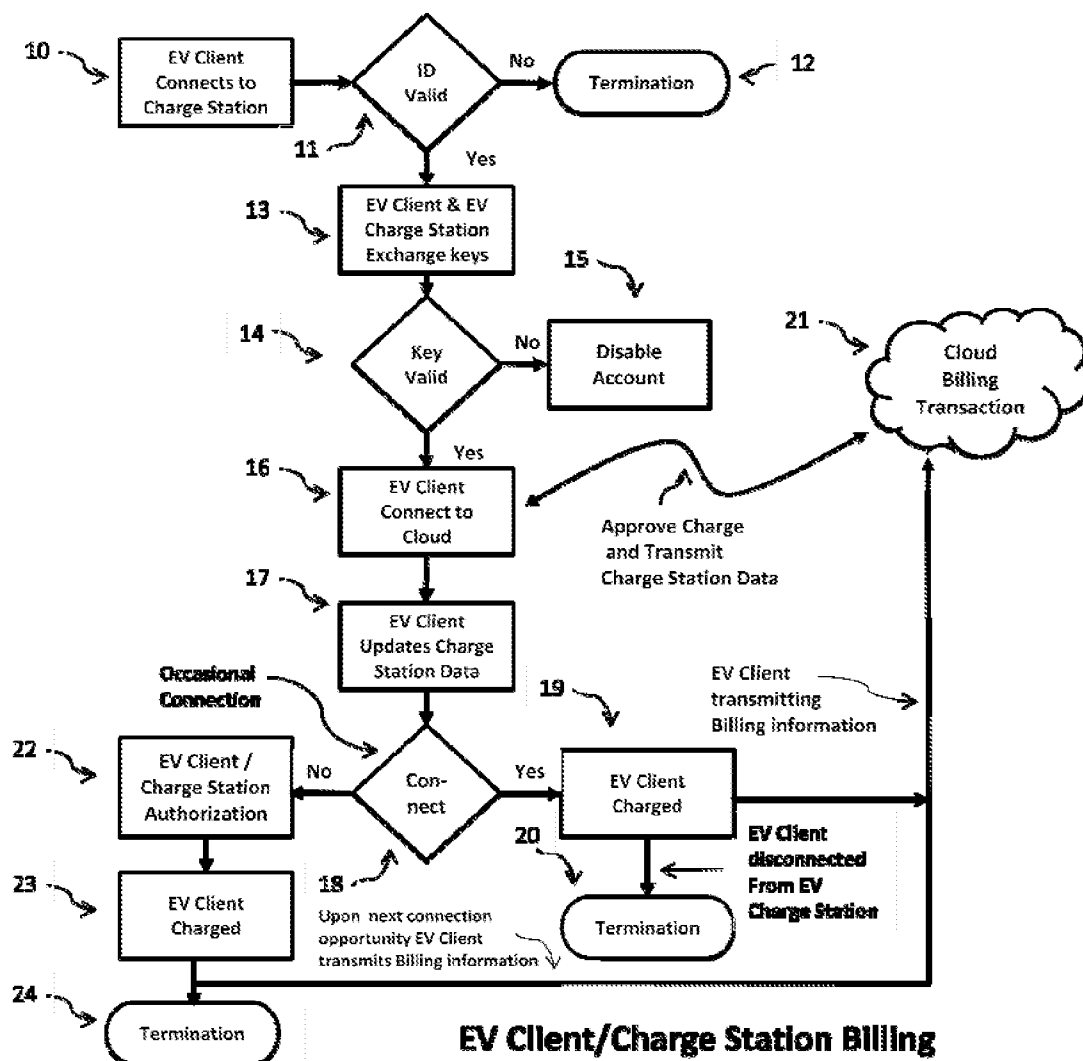 10
EV Client
Connects to
Charge Station
ID
Valid
11
No
Termination
12
Yes
13
EV Client & EV
Charge Station
Exchange keys
14
Key
Valid
No
15
Disable
Account
21
Cloud
Billing
Transaction
Yes
16
EV Client
Connect to
Cloud
Approve Charge
and Transmit
Charge Station Data
17
EV Client
Updates Charge
Station Data
Occasional
Connection
EV Client
transmitting
Billing information
22
EV Client /
Charge Station
Authorization
No
Con-
nect
18
Yes
19
EV Client
Charged
EV Client
disconnected
From EV
Charge Station
20
Termination
23
EV Client
Charged
Upon next connection
opportunity EV Client
transmits Billing information
24
Termination
EV Client/Charge Station Billing